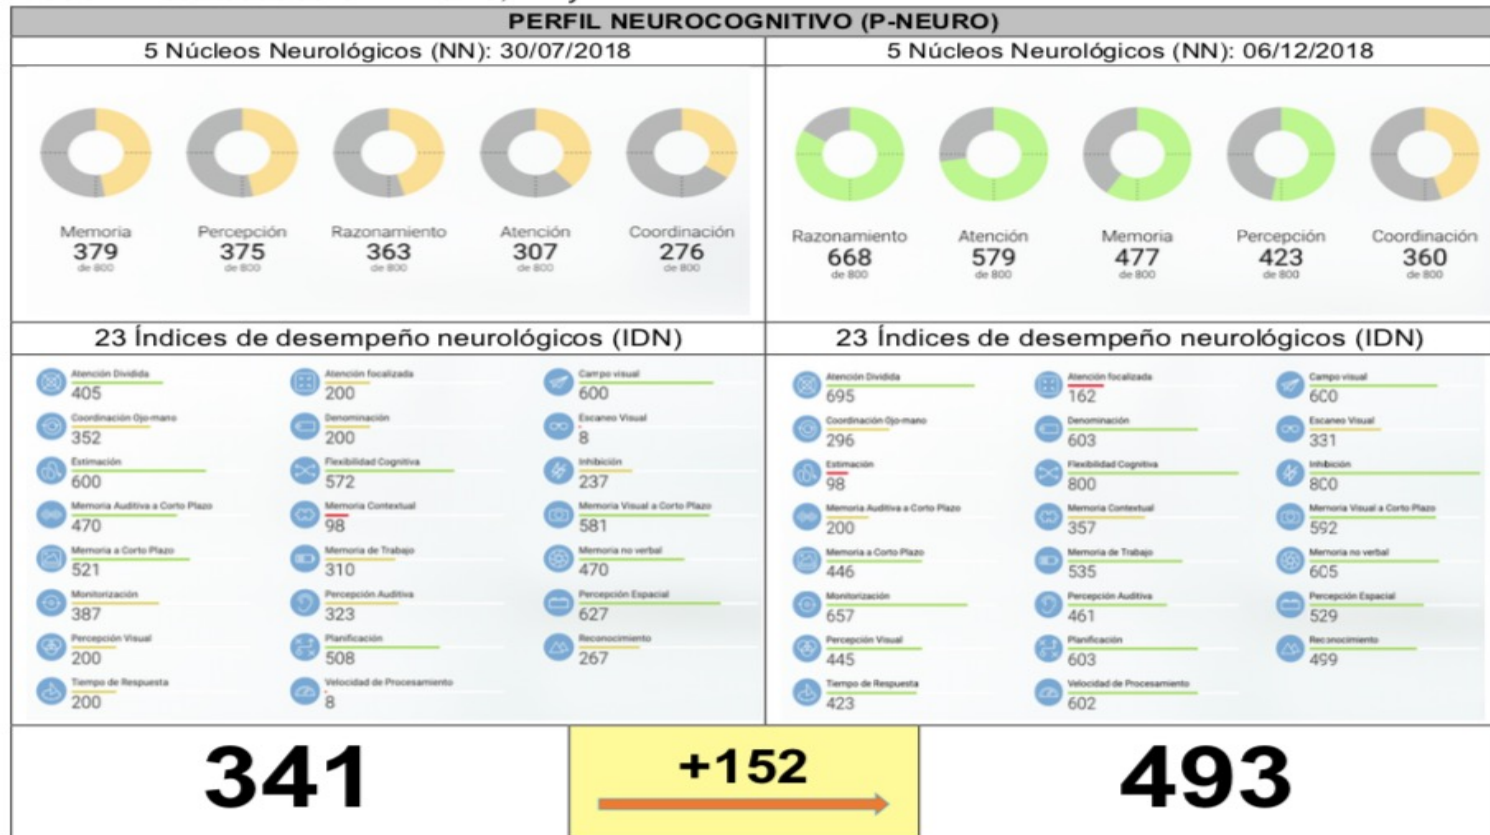 PERFIL NEUROCOGNITIVO (P-NEURO)
5 Núcleos Neurológicos (NN): 30/07/2018
Memoria
379
de 800
Percepción
375
de 800
Razonamiento
363
de 800
Atención
307
de 800
Coordinación
276
de 800
5 Núcleos Neurológicos (NN): 06/12/2018
Razonamiento
668
de 800
Atención
579
de 800
Memoria
477
de 800
Percepción
423
de 800
Coordinación
360
de 800
23 Índices de desempeño neurológicos (IDN)
Atención Dividida
405
Atención focalizada
200
Campo visual
600
Coordinación Ojo-mano
352
Denominación
200
Escaneo Visual
8
Estimación
600
Flexibilidad Cognitiva
572
Inhibición
237
Memoria Auditiva a Corto Plazo
470
Memoria Contextual
98
Memoria Visual a Corto Plazo
581
Memoria a Corto Plazo
521
Memoria de Trabajo
310
Memoria no verbal
470
Monitorización
387
Percepción Auditiva
323
Percepción Espacial
627
Percepción Visual
200
Planificación
508
Reconocimiento
267
Tiempo de Respuesta
200
Velocidad de Procesamiento
8
23 Índices de desempeño neurológicos (IDN)
Atención Dividida
695
Atención focalizada
162
Campo visual
600
Coordinación Ojo-mano
296
Denominación
603
Escaneo Visual
331
Estimación
98
Flexibilidad Cognitiva
800
Inhibición
800
Memoria Auditiva a Corto Plazo
200
Memoria Contextual
357
Memoria Visual a Corto Plazo
592
Memoria a Corto Plazo
446
Memoria de Trabajo
535
Memoria no verbal
605
Monitorización
657
Percepción Auditiva
461
Percepción Espacial
529
Percepción Visual
445
Planificación
603
Reconocimiento
499
Tiempo de Respuesta
423
Velocidad de Procesamiento
602
341
+152
493